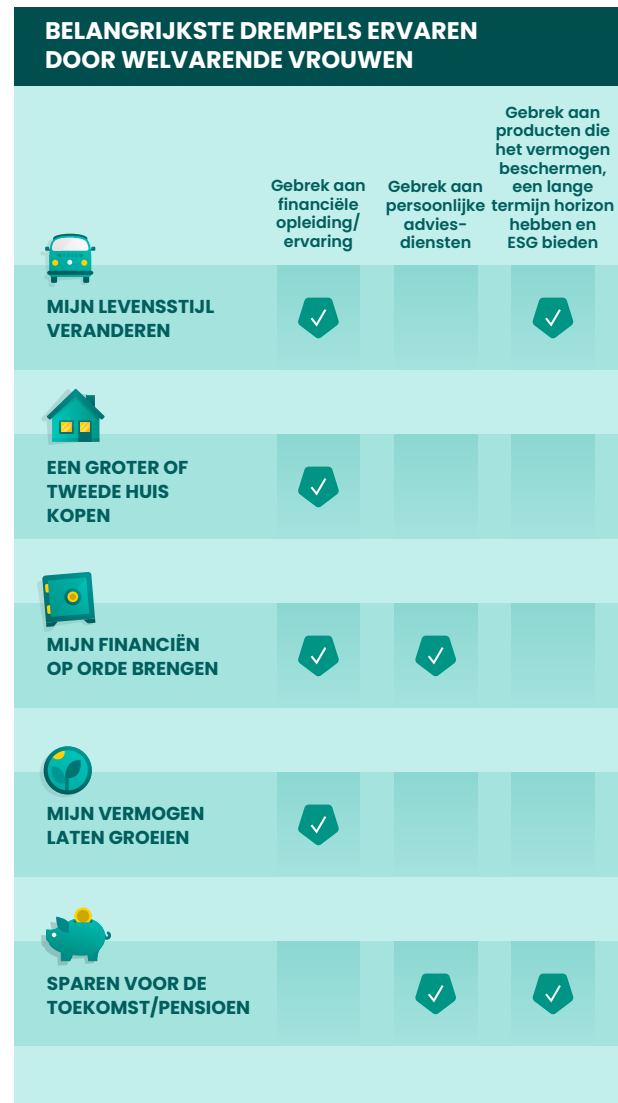 BELANGRIJKSTE DREMPELS ERVAREN
DOOR WELVARENDE VROUWEN
Gebrek aan
financiële
opleiding/
ervaring
Gebrek aan
persoonlijke
advies-
diensten
Gebrek aan
producten die
het vermogen
beschermen,
een lange
termijn horizon
hebben en
ESG bieden
MIJN LEVENSSTIJL
VERANDEREN
EEN GROTER OF
TWEEDE HUIS
KOPEN
MIJN FINANCIËN
OP ORDE BRENGEN
MIJN VERMOGEN
LATEN GROEIEN
SPAREN VOOR DE
TOEKOMST/PENSIOEN